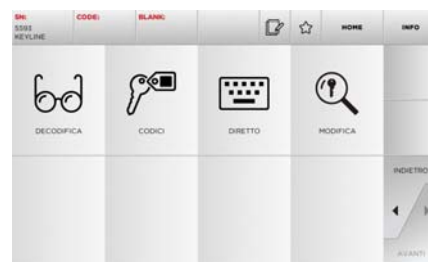 SN: CODE: BLANK:
5593
KEYLINE
HOME INFO
DECODIFICA CODICI DIRETTO MODIFICA
INDIETRO
AVANTI